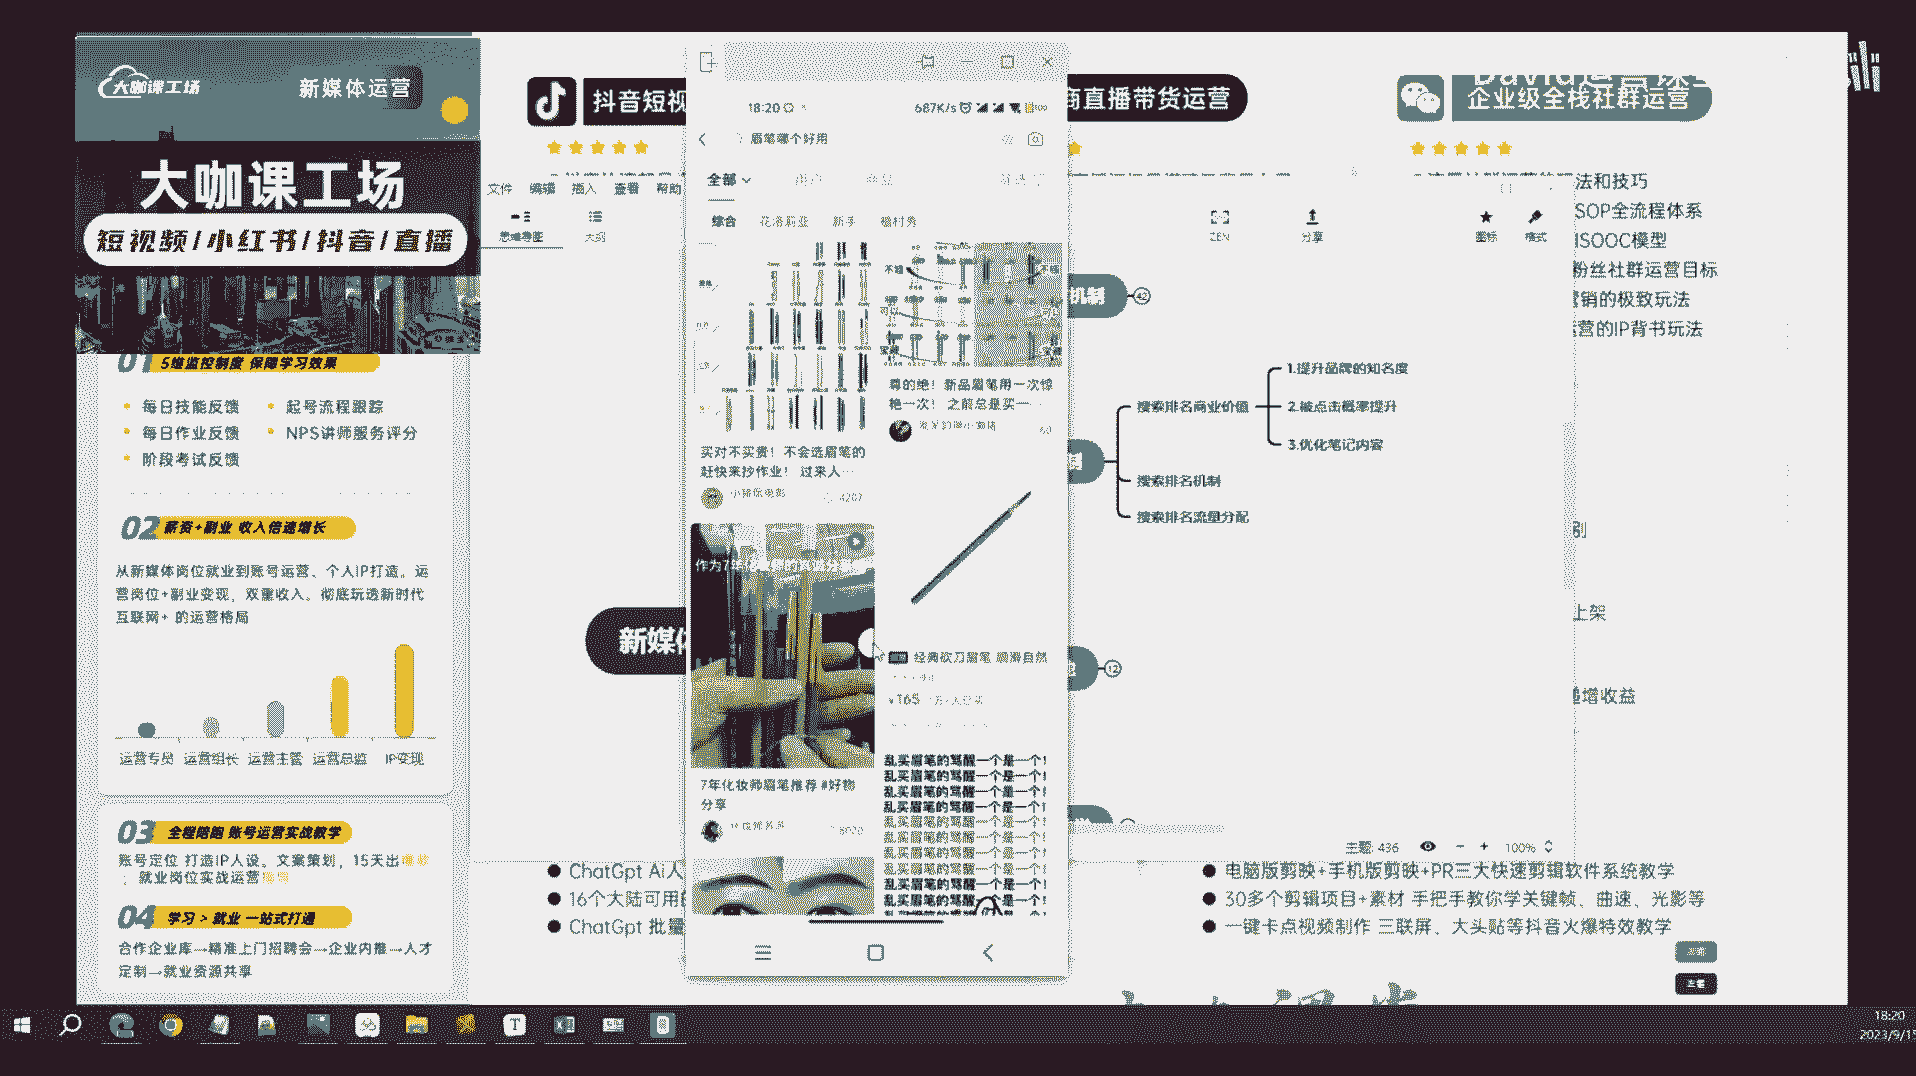 大咖课工场
新媒体运营
大咖课工场
短视频/小红书/抖音/直播
01 5维监控制度 保障学习效果
每日技能反馈
起号流程跟踪
每日作业反馈
NPS讲师服务评分
阶段考试反馈
02 薪资+副业 收入倍速增长
从新媒体岗位就业到账号运营、个人IP打造。运
营岗位+副业变现，双重收入。彻底玩透新时代
互联网+ 的运营格局
运营专员 运营组长 运营主管 运营总监 IP变现
03 全程陪跑 账号运营实战教学
账号定位 打造IP人设。文案策划，15天出爆款
就业岗位实战运营
04 学习 > 就业 一站式打通
合作企业库→精准上门招聘会→企业内推→人才
定制→就业资源共享
抖音短视
商直播带货运营
企业级全栈社群运营
文件 编辑 插入 查看 帮助
思维导图
大纲
ZEN
分享
图标
格式
18:20
687K/s
眉笔哪个好用
全部
用户
商品
综合
花洛莉亚
新手
植村秀
买对不买贵！不会选眉笔的
赶快来抄作业！过来人…
4207
尊的绝！新品眉笔用一次惊
艳一次！之前总是买一…
60
经典砍刀眉笔 顺滑自然
¥165
作为7年
7年化妆师眉笔推荐 #好物
分享
乱买眉笔的骂醒一个是一个！
乱买眉笔的骂醒一个是一个！
乱买眉笔的骂醒一个是一个！
乱买眉笔的骂醒一个是一个！
乱买眉笔的骂醒一个是一个！
乱买眉笔的骂醒一个是一个！
乱买眉笔的骂醒一个是一个！
乱买眉笔的骂醒一个是一个！
乱买眉笔的骂醒一个是一个！
乱买眉笔的骂醒一个是一个！
新媒体
机制
42
搜索排名商业价值
1.提升品牌的知名度
2.被点击概率提升
3.优化笔记内容
搜索排名机制
搜索排名流量分配
12
法和技巧
SOP全流程体系
ISOOC模型
粉丝社群运营目标
营销的极致玩法
运营的IP背书玩法
上架
递增收益
主题: 436
100%
ChatGpt Ai人
16个大陆可用的
ChatGpt 批量
电脑版剪映+手机版剪映+PR三大快速剪辑软件系统教学
30多个剪辑项目+素材 手把手教你学关键帧、曲速、光影等
一键卡点视频制作 三联屏、大头贴等抖音火爆特效教学
18:20
2023/9/15